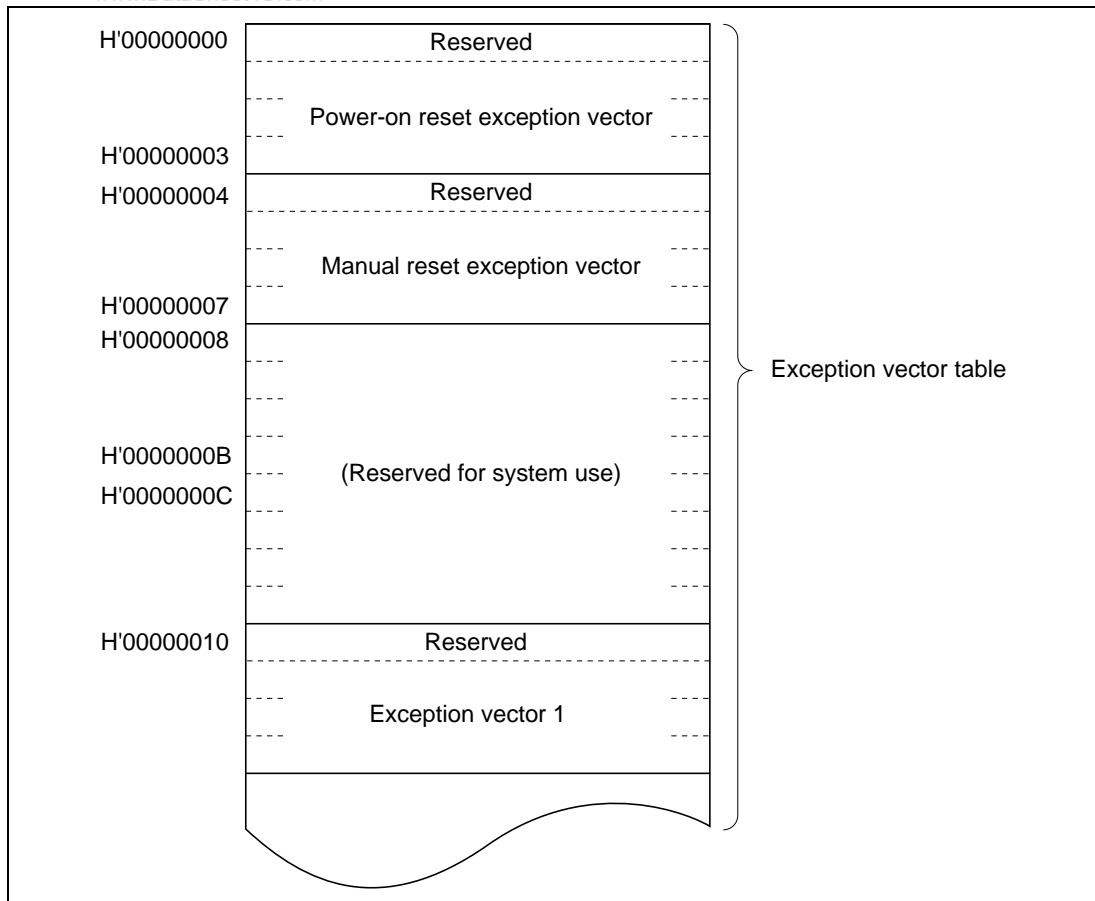 H'00000000
Reserved
Power-on reset exception vector
H'00000003
H'00000004
Reserved
Manual reset exception vector
H'00000007
H'00000008
Exception vector table
H'0000000B
(Reserved for system use)
H'0000000C
H'00000010
Reserved
Exception vector 1